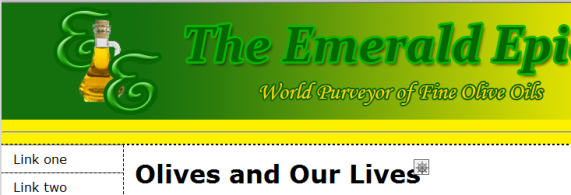 E E
The Emerald Epi
World Purveyor of Fine Olive Oils
Link one
Olives and Our Lives
Link two